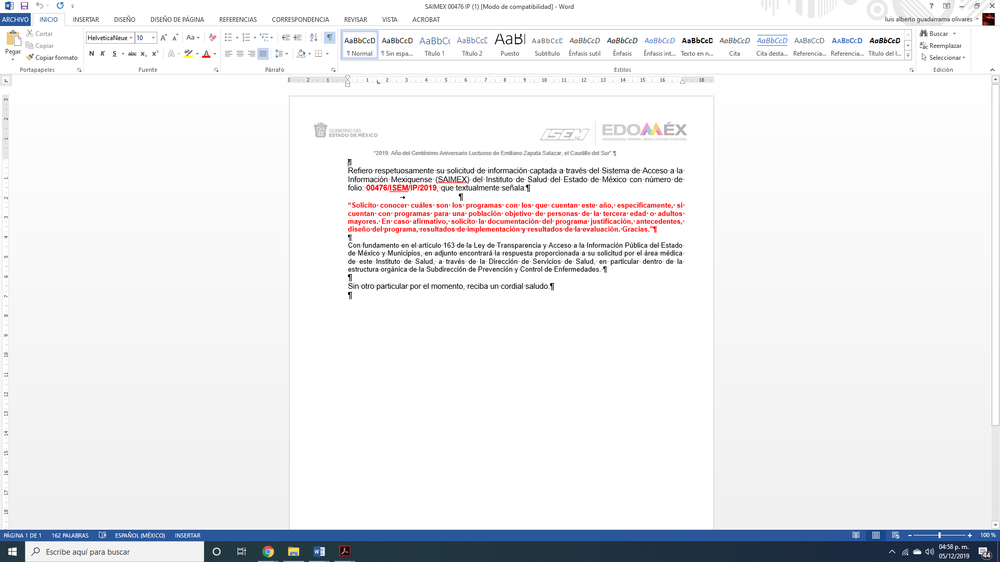 SAIMEX 00476 IP (1) [Modo de compatibilidad] - Word
ARCHIVO INICIO INSERTAR DISEÑO DISEÑO DE PÁGINA REFERENCIAS CORRESPONDENCIA REVISAR VISTA ACROBAT
luis alberto guadarrama olivares
Pegar
Cortar
Copiar
Copiar formato
Portapapeles
HelveticaNeue 10
N K S abc x₂ x²
Fuente
Párrafo
AaBbCcD AaBbCcD AaBbCc AaBbCcD AaB AaBbCcD AaBbCcD AaBbCcD AaBbCcD AaBbCcD AaBbCcD AaBbCcD AaBbCcD AaBbCcD AaBbCcD
¶ Normal ¶ Sin espa... Título 1 Título 2 Puesto Subtítulo Énfasis sutil Énfasis Énfasis int... Texto en n... Cita Cita desta... Referencia... Referencia... Título del l...
Estilos
Buscar
Reemplazar
Seleccionar
Edición
3 2 1 1 2 3 4 5 6 7 8 9 10 11 12 13 14 15 16 18
GOBIERNO DEL
ESTADO DE MÉXICO
ISEM
EDOMÉX
DECISIONES FIRMES, RESULTADOS FUERTES.
“2019. Año del Centésimo Aniversario Luctuoso de Emiliano Zapata Salazar, el Caudillo del Sur”.¶
¶
Refiero respetuosamente su solicitud de información captada a través del Sistema de Acceso a la
Información Mexiquense (SAIMEX) del Instituto de Salud del Estado de México con número de
folio: 00476/ISEM/IP/2019, que textualmente señala:¶
¶
“Solicito conocer cuáles son los programas con los que cuentan este año, específicamente, si
cuentan con programas para una población objetivo de personas de la tercera edad o adultos
mayores. En caso afirmativo, solicito la documentación del programa justificación, antecedentes,
diseño del programa, resultados de implementación y resultados de la evaluación. Gracias.”¶
¶
Con fundamento en el artículo 163 de la Ley de Transparencia y Acceso a la Información Pública del Estado
de México y Municipios, en adjunto encontrará la respuesta proporcionada a su solicitud por el área médica
de este Instituto de Salud, a través de la Dirección de Servicios de Salud, en particular dentro de la
estructura orgánica de la Subdirección de Prevención y Control de Enfermedades. ¶
¶
Sin otro particular por el momento, reciba un cordial saludo.¶
¶
PÁGINA 1 DE 1 162 PALABRAS ESPAÑOL (MÉXICO) INSERTAR
100 %
Escribe aquí para buscar
04:58 p. m.
05/12/2019
44